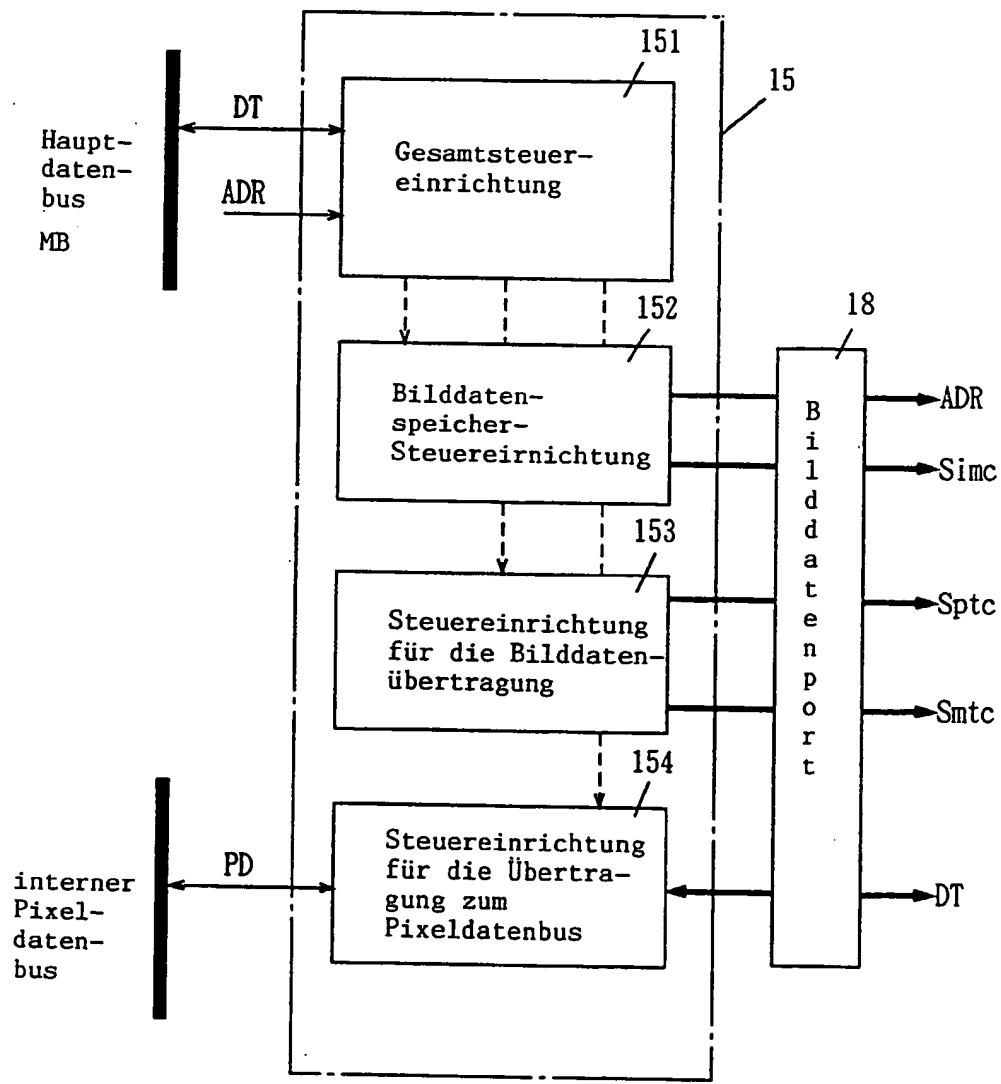 151
15
DT
Haupt-
daten-
bus
MB
ADR
Gesamtsteuer-
einrichtung
152
18
Bilddaten-
speicher-
Steuereirnichtung
Bilddatenport
ADR
Simc
153
Steuereinrichtung
für die Bilddaten-
übertragung
Sptc
Smtc
154
Steuereinrichtung
für die Übertra-
gung zum
Pixeldatenbus
PD
interner
Pixel-
daten-
bus
DT